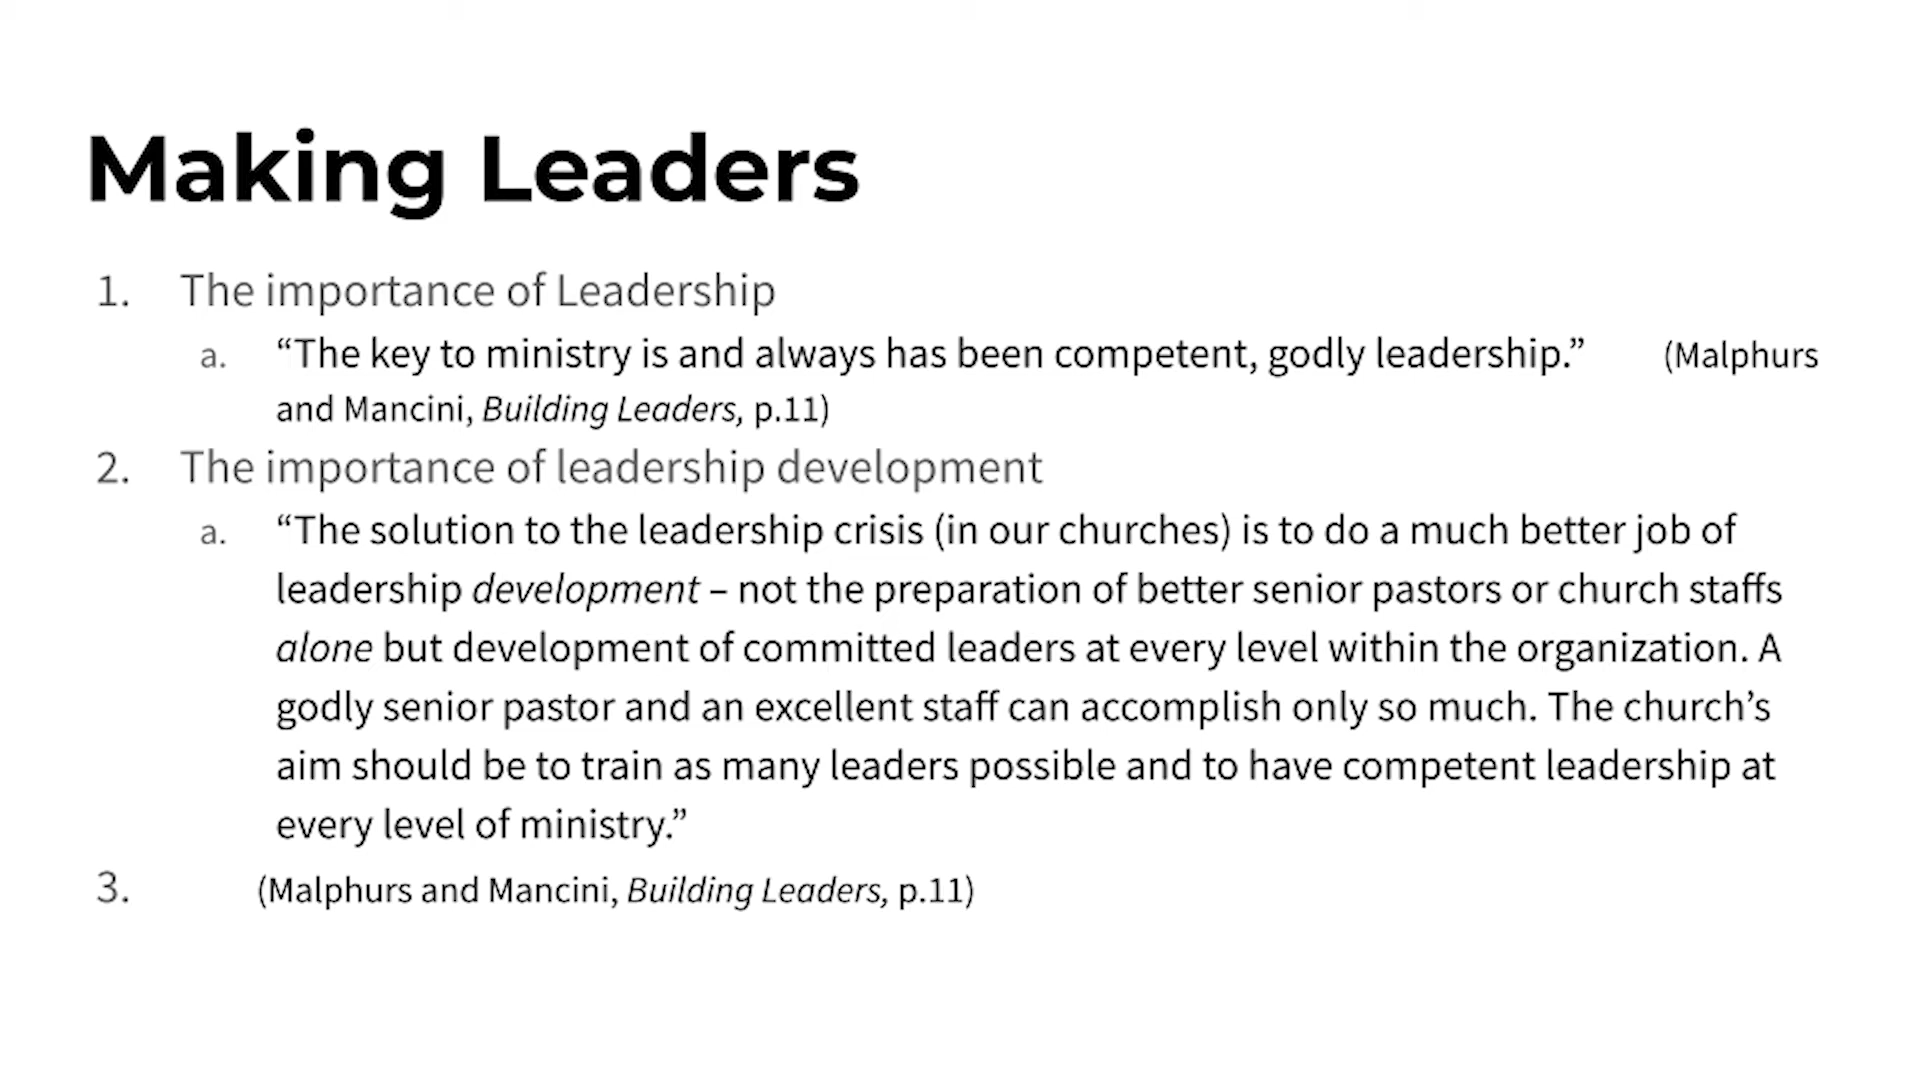 Making Leaders
1. The importance of Leadership
a. “The key to ministry is and always has been competent, godly leadership.” (Malphurs
and Mancini, Building Leaders, p.11)
2. The importance of leadership development
a. “The solution to the leadership crisis (in our churches) is to do a much better job of
leadership development – not the preparation of better senior pastors or church staffs
alone but development of committed leaders at every level within the organization. A
godly senior pastor and an excellent staff can accomplish only so much. The church’s
aim should be to train as many leaders possible and to have competent leadership at
every level of ministry.”
3. (Malphurs and Mancini, Building Leaders, p.11)